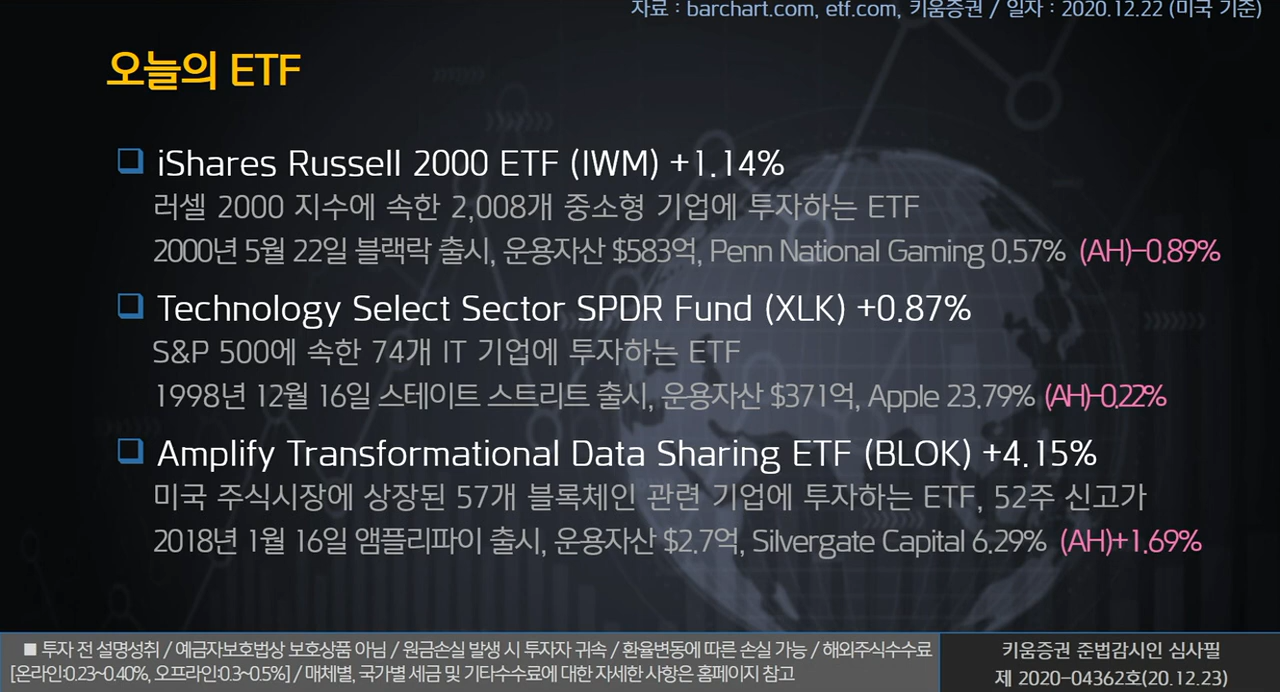 자료 : barchart.com, etf.com, 키움증권 / 일자 : 2020.12.22 (미국 기준)
오늘의 ETF
iShares Russell 2000 ETF (IWM) +1.14%
러셀 2000 지수에 속한 2,008개 중소형 기업에 투자하는 ETF
2000년 5월 22일 블랙락 출시, 운용자산 $583억, Penn National Gaming 0.57% (AH)-0.89%
Technology Select Sector SPDR Fund (XLK) +0.87%
S&P 500에 속한 74개 IT 기업에 투자하는 ETF
1998년 12월 16일 스테이트 스트리트 출시, 운용자산 $371억, Apple 23.79% (AH)-0.22%
Amplify Transformational Data Sharing ETF (BLOK) +4.15%
미국 주식시장에 상장된 57개 블록체인 관련 기업에 투자하는 ETF, 52주 신고가
2018년 1월 16일 앰플리파이 출시, 운용자산 $2.7억, Silvergate Capital 6.29% (AH)+1.69%
■ 투자 전 설명성취 / 예금자보호법상 보호상품 아님 / 원금손실 발생 시 투자자 귀속 / 환율변동에 따른 손실 가능 / 해외주식수수료
[온라인:0.23~0.40%, 오프라인:0.3~0.5%] / 매체별, 국가별 세금 및 기타수수료에 대한 자세한 사항은 홈페이지 참고
키움증권 준법감시인 심사필
제 2020-04362호(20.12.23)